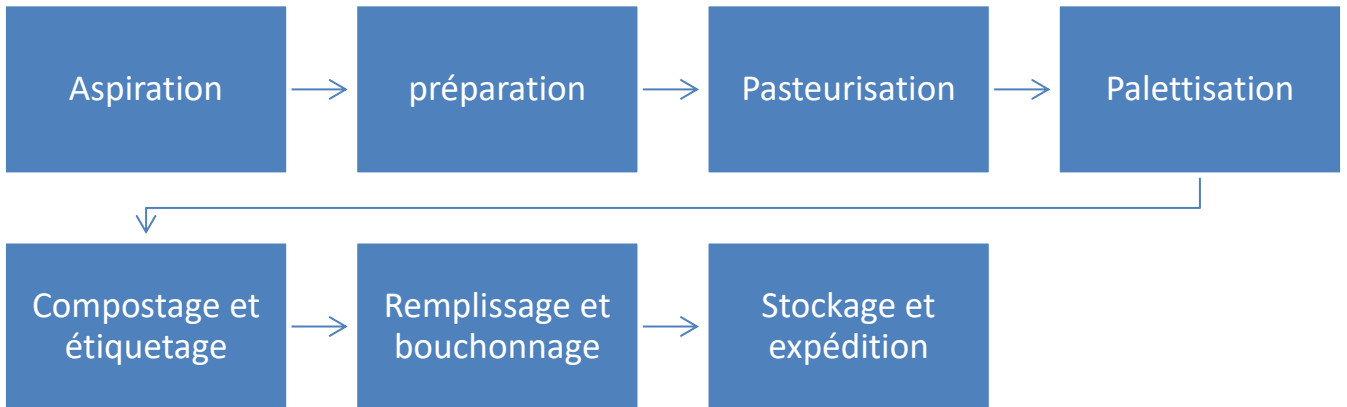 Aspiration
préparation
Pasteurisation
Palettisation
Compostage et
étiquetage
Remplissage et
bouchonnage
Stockage et
expédition